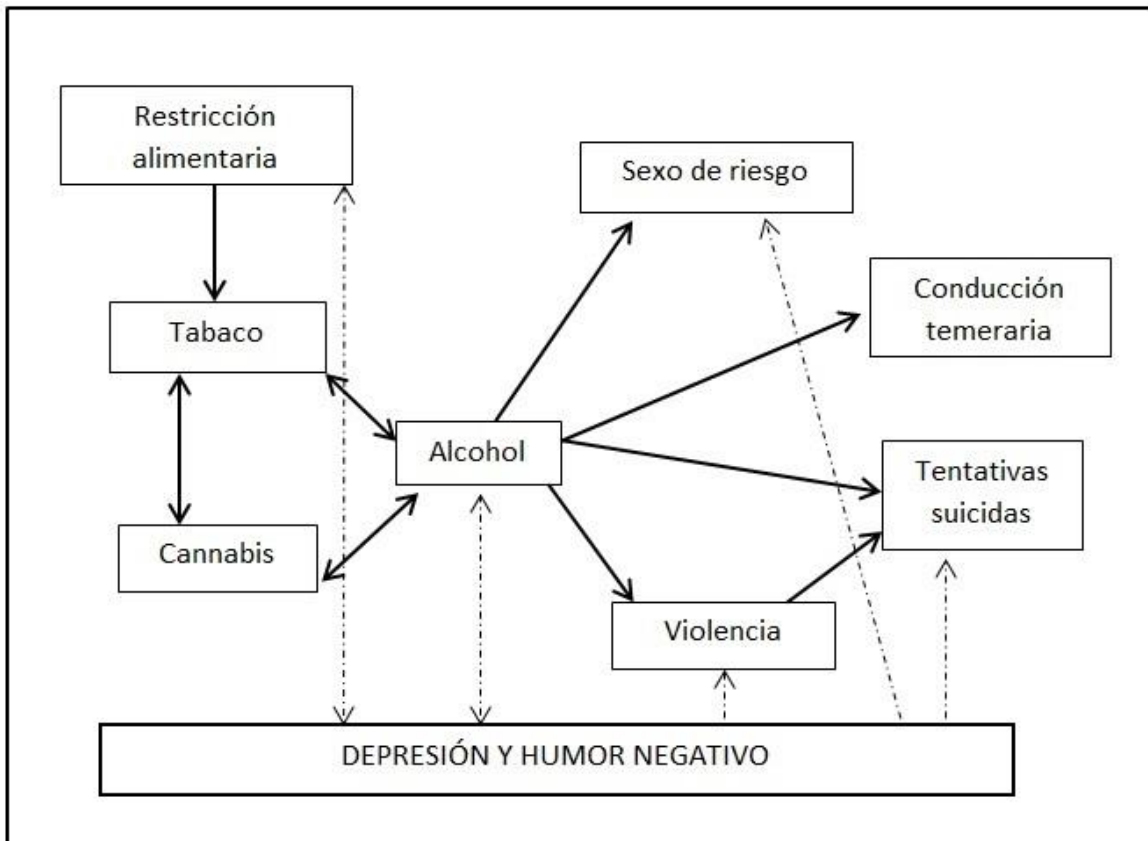 Restricción
alimentaria
Sexo de riesgo
Conducción
temeraria
Tabaco
Alcohol
Tentativas
suicidas
Cannabis
Violencia
DEPRESIÓN Y HUMOR NEGATIVO